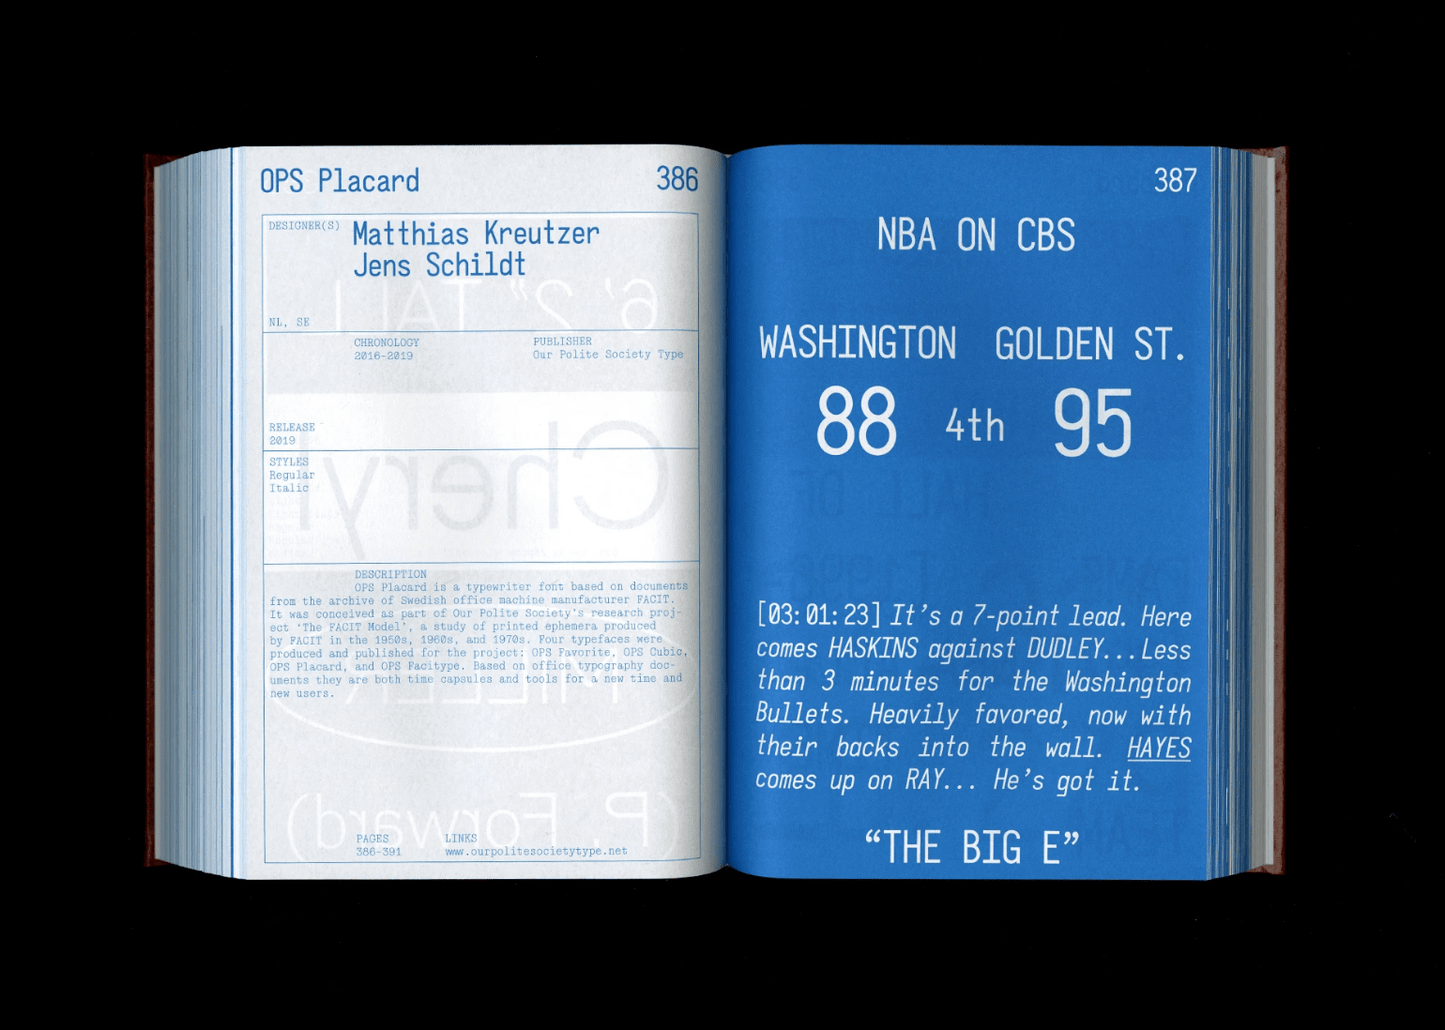 OPS Placard 386
DESIGNER(S) Matthias Kreutzer
Jens Schildt
NL, SE
CHRONOLOGY
2016-2019
PUBLISHER
Our Polite Society Type
RELEASE
2019
STYLES
Regular
Italic
DESCRIPTION
OPS Placard is a typewriter font based on documents
from the archive of Swedish office machine manufacturer FACIT.
It was conceived as part of Our Polite Society's research proj-
ect ‘The FACIT Model’, a study of printed ephemera produced
by FACIT in the 1950s, 1960s, and 1970s. Four typefaces were
produced and published for the project: OPS Favorite, OPS Cubic,
OPS Placard, and OPS Facitype. Based on office typography doc-
uments they are both time capsules and tools for a new time and
new users.
PAGES
386-391
LINKS
www.ourpolitesocietytype.net
6' 2" TALL
Cheryl
MILLER
(P. Forward)
387
NBA ON CBS
WASHINGTON GOLDEN ST.
88 4th 95
[03:01:23] It’s a 7-point lead. Here
comes HASKINS against DUDLEY...Less
than 3 minutes for the Washington
Bullets. Heavily favored, now with
their backs into the wall. HAYES
comes up on RAY... He’s got it.
“THE BIG E”